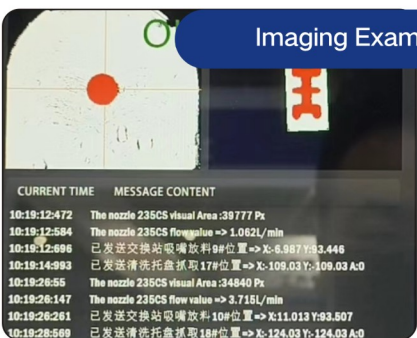 Imaging Exam
CURRENT TIME MESSAGE CONTENT
10:19:12:472 The nozzle 235CS visual Area :39777 Px
10:19:12:584 The nozzle 235CS flow value => 1.062L/min
10:19:12:696 已发送交换站吸嘴放料9#位置=> X:-6.987 Y:93.446
10:19:14:993 已发送清洗托盘抓取17#位置=> X:-109.03 Y:-109.03 A:0
10:19:26:55 The nozzle 235CS visual Area :34840 Px
10:19:26:147 The nozzle 235CS flow value => 3.715L/min
10:19:26:261 已发送交换站吸嘴放料10#位置=> X:11.013 Y:93.507
10:19:28:569 已发送清洗托盘抓取18#位置=> X:-124.03 Y:-124.03 A:0